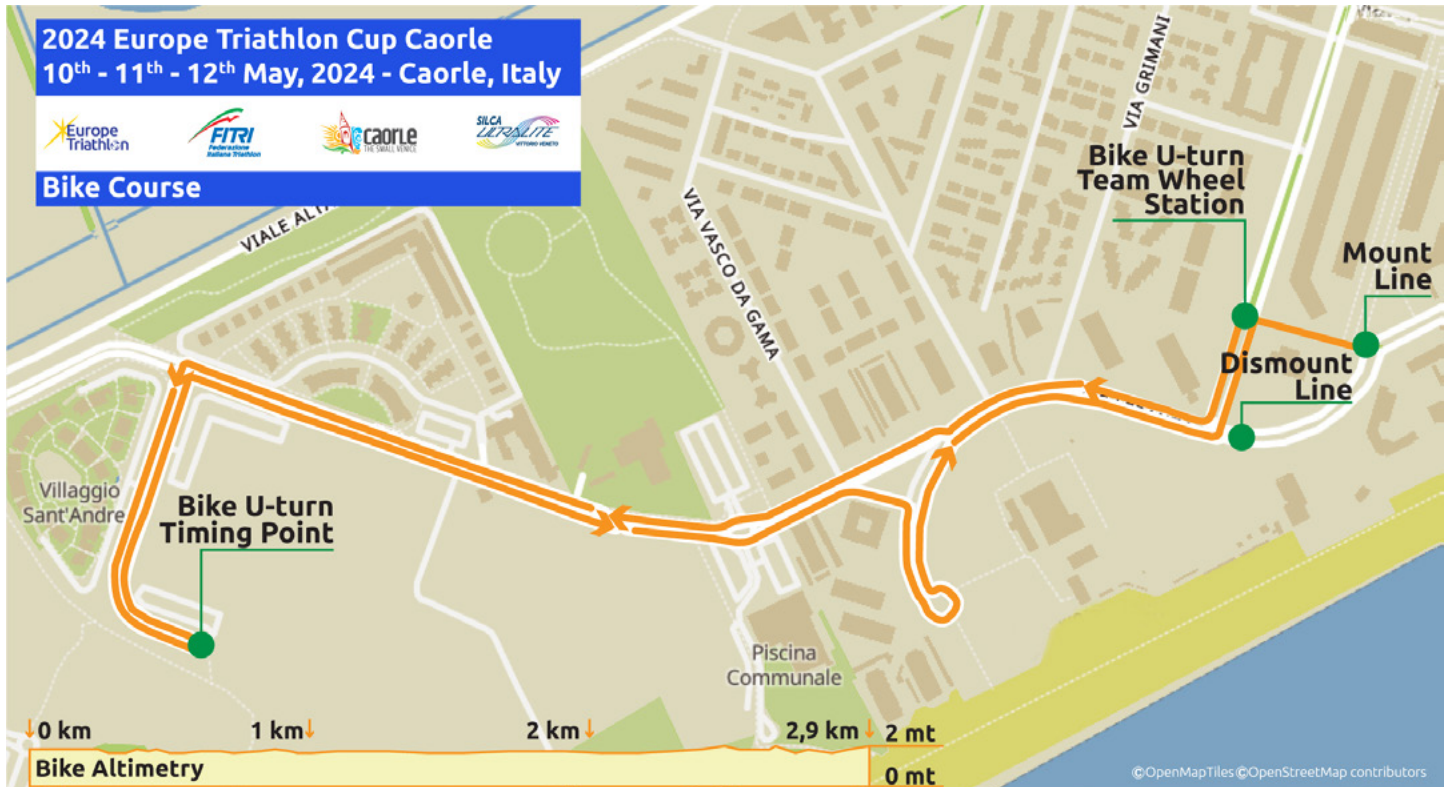 2024 Europe Triathlon Cup Caorle
10th - 11th - 12th May, 2024 - Caorle, Italy
Europe
Triathlon
FITRI
Federazione
Italiana Triathlon
caorle
THE SMALL VENICE
SILCA
ULTRALITE
VITTORIO VENETO
Bike Course
VIALE
VIA VASCO DA GAMA
VIA GRIMANI
Bike U-turn
Team Wheel
Station
Mount
Line
Dismount
Line
Villaggio
Sant'Andre
Bike U-turn
Timing Point
Piscina
Communale
0 km
1 km
2 km
2,9 km
2 mt
Bike Altimetry
0 mt
©OpenMapTiles ©OpenStreetMap contributors